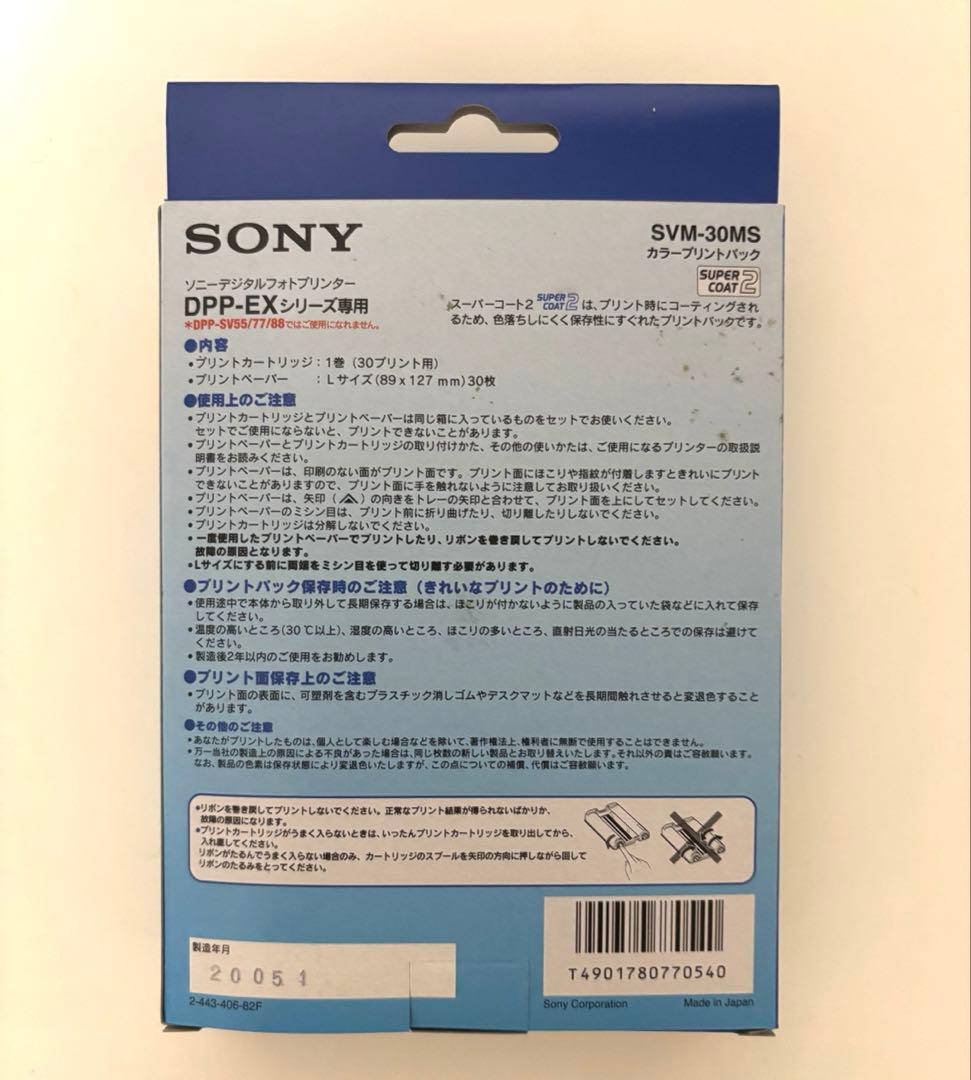 SONY
SVM-30MS
カラープリントパック
SUPER COAT 2
ソニーデジタルフォトプリンター
DPP-EXシリーズ専用
*DPP-SV55/77/88ではご使用になれません。
スーパーコート2 SUPER COAT 2 は、プリント時にコーティングされ
るため、色落ちしにくく保存性にすぐれたプリントパックです。
●内容
・プリントカートリッジ：1巻（30プリント用）
・プリントペーパー　：Lサイズ(89 x 127 mm)30枚
●使用上のご注意
・プリントカートリッジとプリントペーパーは同じ箱に入っているものをセットでお使いください。
セットでご使用にならないと、プリントできないことがあります。
・プリントペーパーとプリントカートリッジの取り付けかた、その他の使いかたは、ご使用になるプリンターの取扱説
明書をお読みください。
・プリントペーパーは、印刷のない面がプリント面です。プリント面にほこりや指紋が付着しますときれいにプリント
できないことがありますので、プリント面に手を触れないように注意してお取り扱いください。
・プリントペーパーは、矢印（）の向きをトレーの矢印と合わせて、プリント面を上にしてセットしてください。
・プリントペーパーのミシン目は、プリント前に折り曲げたり、切り離したりしないでください。
・プリントカートリッジは分解しないでください。
・一度使用したプリントペーパーでプリントしたり、リボンを巻き戻してプリントしないでください。
故障の原因となります。
・Lサイズにする前に両端をミシン目を使って切り離す必要があります。
●プリントパック保存時のご注意（きれいなプリントのために）
・使用途中で本体から取り外して長期保存する場合は、ほこりが付かないように製品の入っていた袋などに入れて保存
してください。
・温度の高いところ(30℃以上)、湿度の高いところ、ほこりの多いところ、直射日光の当たるところでの保存は避けて
ください。
・製造後2年以内のご使用をお勧めします。
●プリント面保存上のご注意
・プリント面の表面に、可塑剤を含むプラスチック消しゴムやデスクマットなどを長期間触れさせると変退色すること
があります。
●その他のご注意
・あなたがプリントしたものは、個人として楽しむ場合などを除いて、著作権法上、権利者に無断で使用することはできません。
・万一当社の製造上の原因による不良があった場合は、同じ枚数の新しい製品とお取り替えいたします。それ以外の責はご容赦願います。
なお、製品の色素は保存状態により変退色いたしますが、この点についての補償、代償はご容赦願います。
*リボンを巻き戻してプリントしないでください。正常なプリント結果が得られないばかりか、
故障の原因になります。
*プリントカートリッジがうまく入らないときは、いったんプリントカートリッジを取り出してから、
入れ直してください。
リボンがたるんでうまく入らない場合のみ、カートリッジのスプールを矢印の方向に押しながら回して
リボンのたるみをとってください。
製造年月
2005 1
2-443-406-82F
T4901780770540
Sony Corporation
Made in Japan